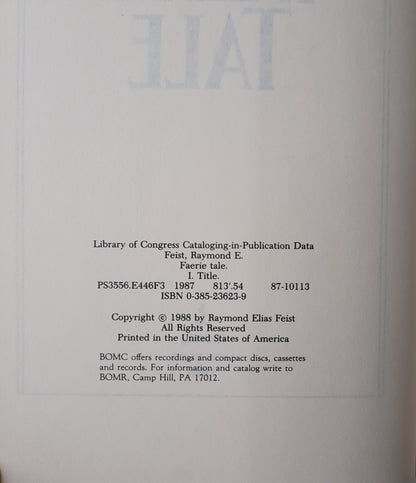 TALE
Library of Congress Cataloging-in-Publication Data
Feist, Raymond E.
Faerie tale.
I. Title.
PS3556.E446F3 1987 813'.54 87-10113
ISBN 0-385-23623-9
Copyright © 1988 by Raymond Elias Feist
All Rights Reserved
Printed in the United States of America
BOMC offers recordings and compact discs, cassettes
and records. For information and catalog write to
BOMR, Camp Hill, PA 17012.